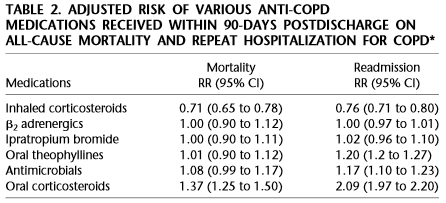 TABLE 2. ADJUSTED RISK OF VARIOUS ANTI-COPD
MEDICATIONS RECEIVED WITHIN 90-DAYS POSTDISCHARGE ON
ALL-CAUSE MORTALITY AND REPEAT HOSPITALIZATION FOR COPD*
Mortality Readmission
Medications RR (95% CI) RR (95% CI)
Inhaled corticosteroids 0.71 (0.65 to 0.78) 0.76 (0.71 to 0.80)
β2 adrenergics 1.00 (0.90 to 1.12) 1.00 (0.97 to 1.01)
Ipratropium bromide 1.00 (0.90 to 1.11) 1.02 (0.96 to 1.10)
Oral theophyllines 1.01 (0.90 to 1.12) 1.20 (1.2 to 1.27)
Antimicrobials 1.08 (0.99 to 1.17) 1.17 (1.10 to 1.23)
Oral corticosteroids 1.37 (1.25 to 1.50) 2.09 (1.97 to 2.20)